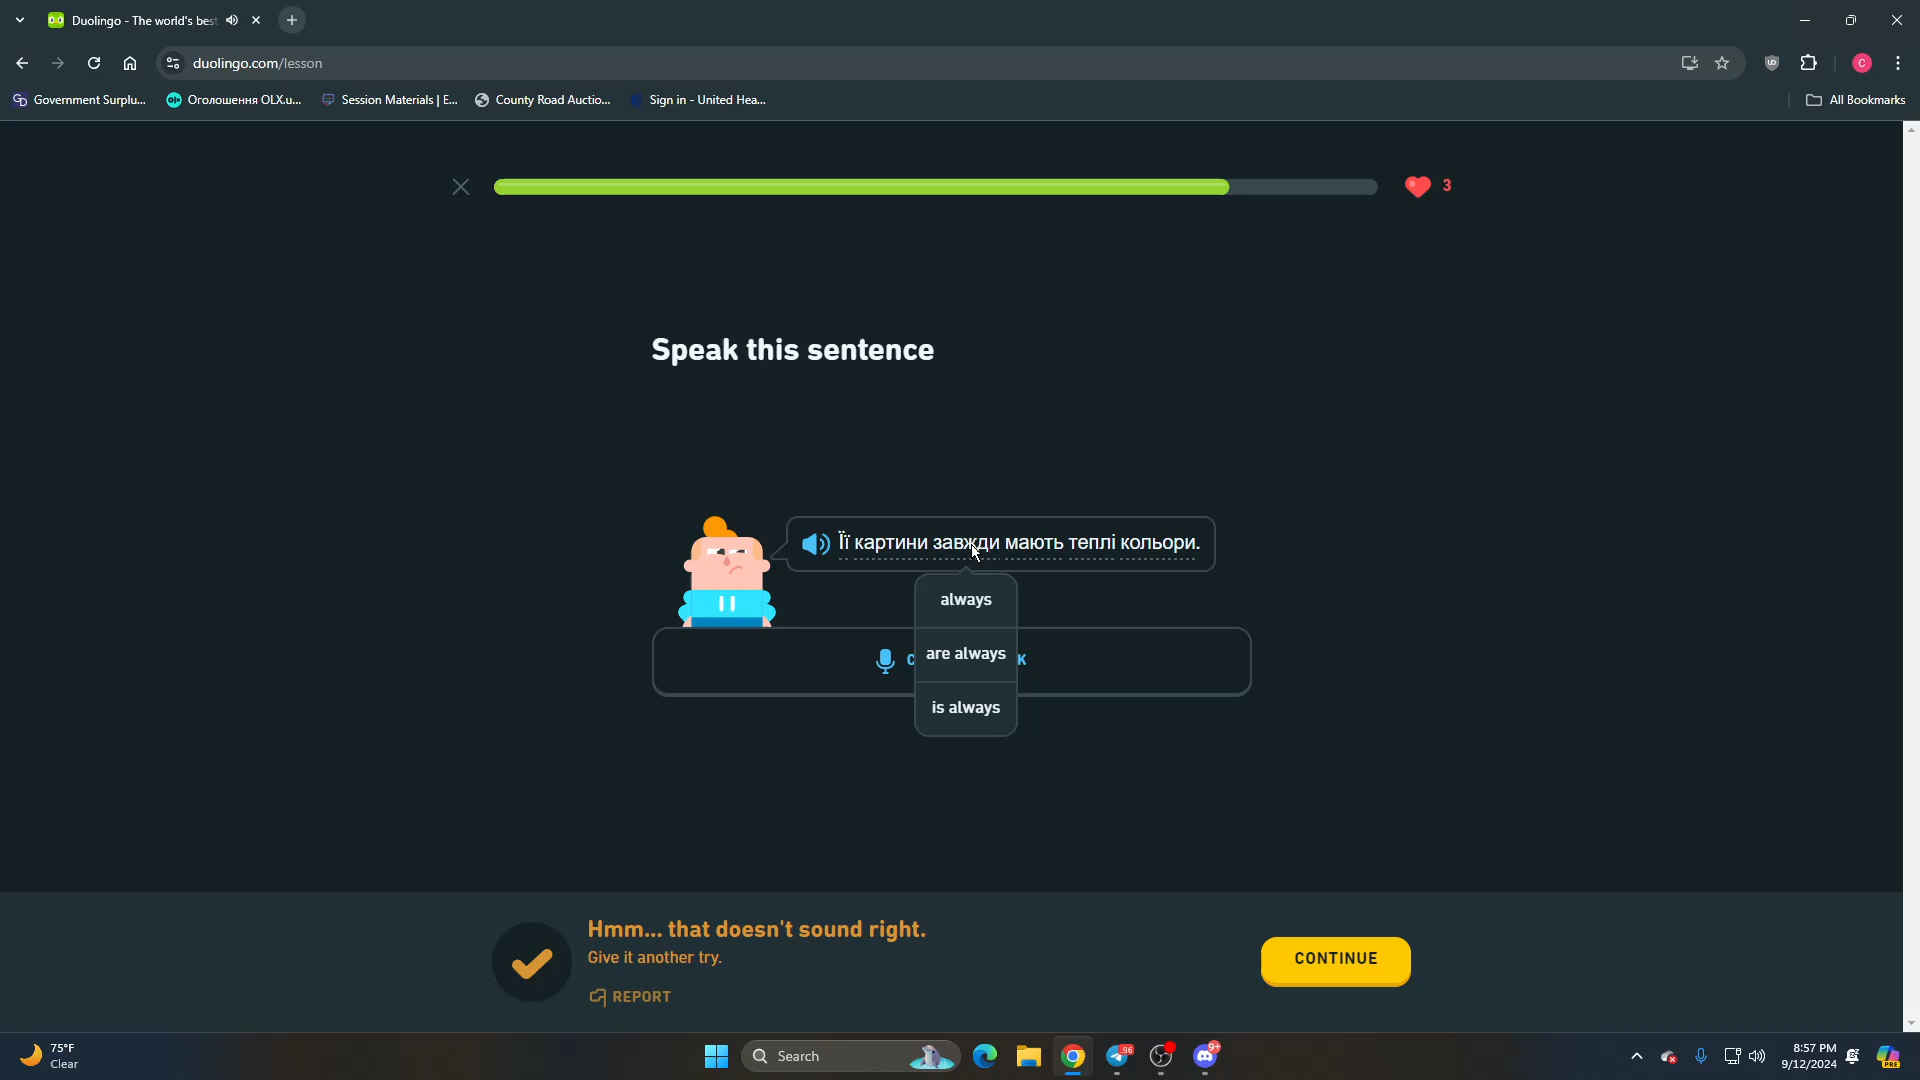 Duolingo - The world's best
duolingo.com/lesson
Government Surplu...
Оголошення OLX.u...
Session Materials | E...
County Road Auctio...
Sign in - United Hea...
All Bookmarks
3
Speak this sentence
Її картини завжди мають теплі кольори.
always
are always
is always
C
K
Hmm... that doesn't sound right.
Give it another try.
REPORT
CONTINUE
75°F
Clear
Search
96
9+
8:57 PM
9/12/2024
PRE